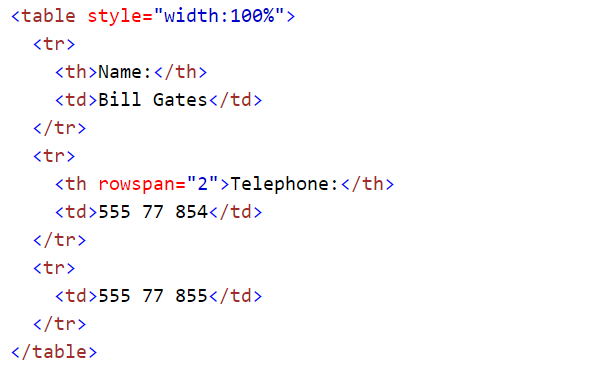 <table style="width:100%">
  <tr>
    <th>Name:</th>
    <td>Bill Gates</td>
  </tr>
  <tr>
    <th rowspan="2">Telephone:</th>
    <td>555 77 854</td>
  </tr>
  <tr>
    <td>555 77 855</td>
  </tr>
</table>